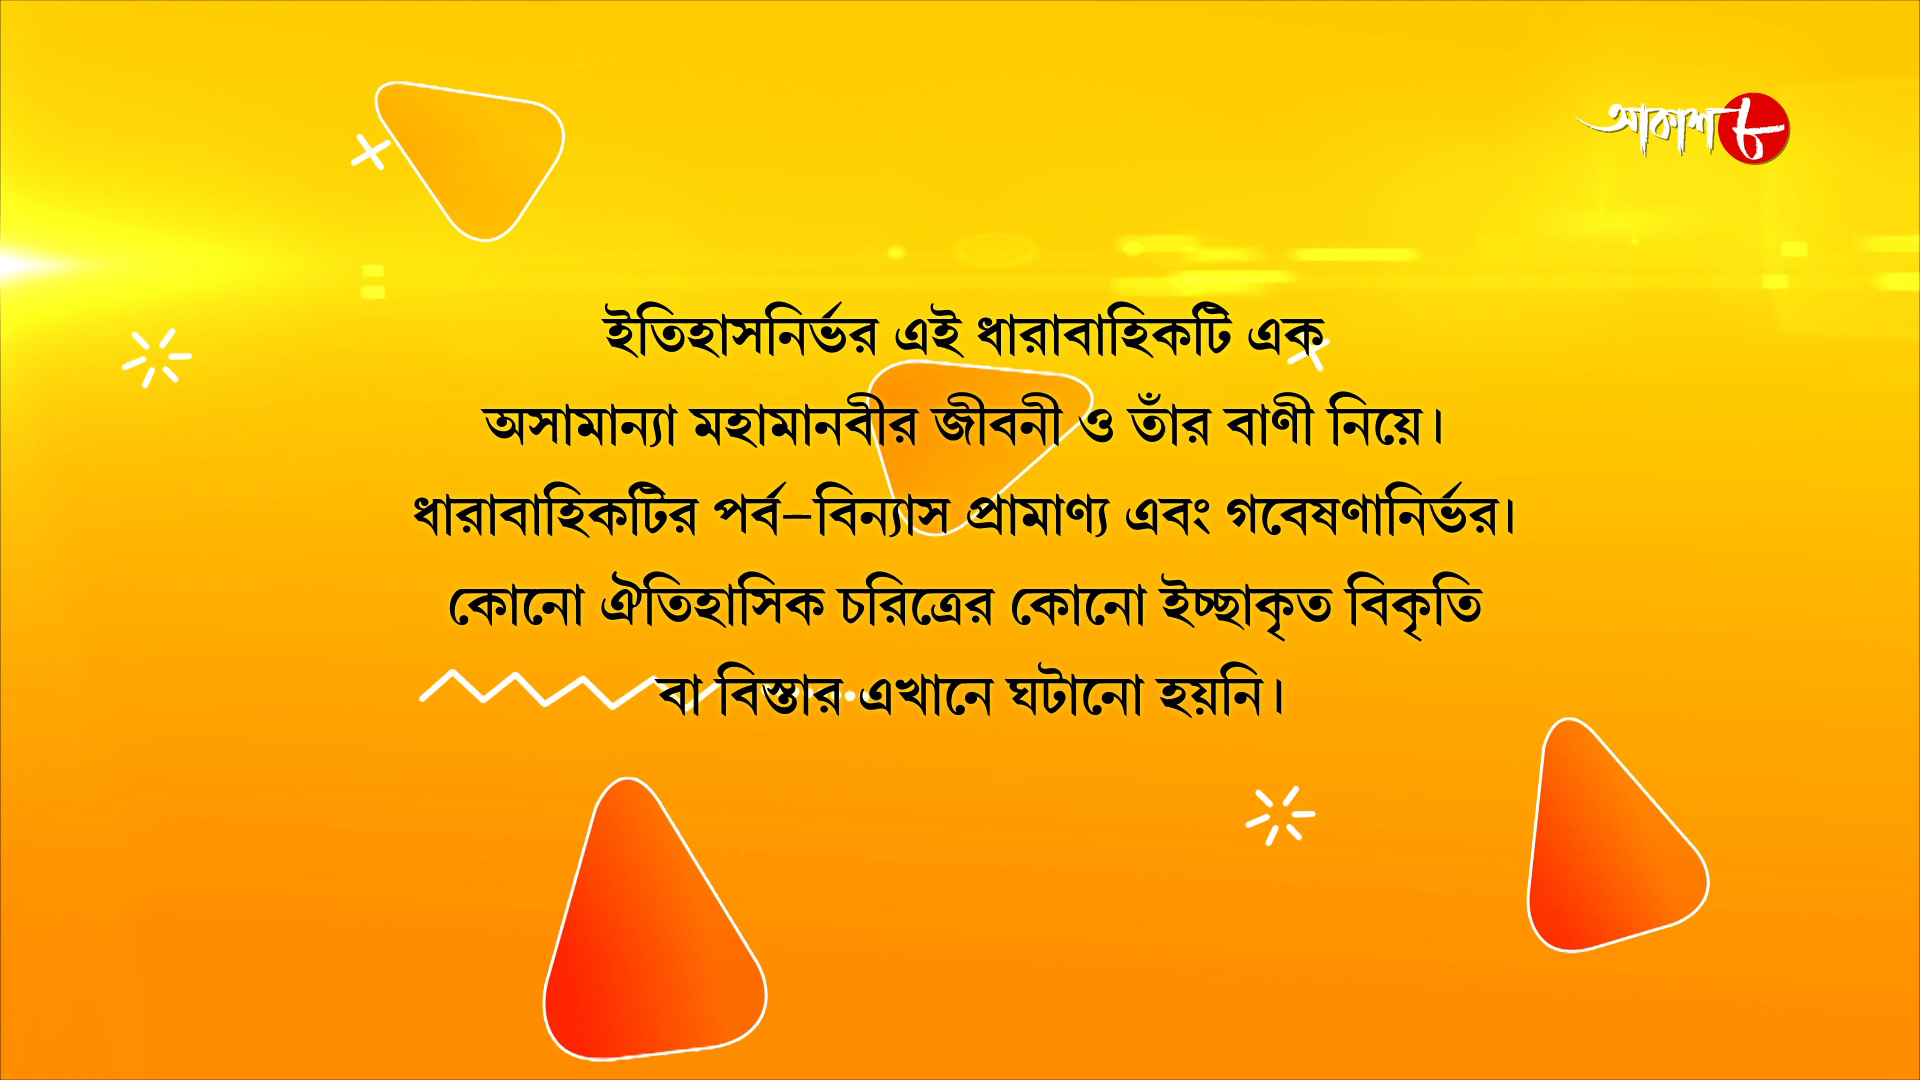 আকাশ ৮
ইতিহাসনির্ভর এই ধারাবাহিকটি এক
অসামান্যা মহামানবীর জীবনী ও তাঁর বাণী নিয়ে।
ধারাবাহিকটির পর্ব–বিন্যাস প্রামাণ্য এবং গবেষণানির্ভর।
কোনো ঐতিহাসিক চরিত্রের কোনো ইচ্ছাকৃত বিকৃতি
বা বিস্তার এখানে ঘটানো হয়নি।